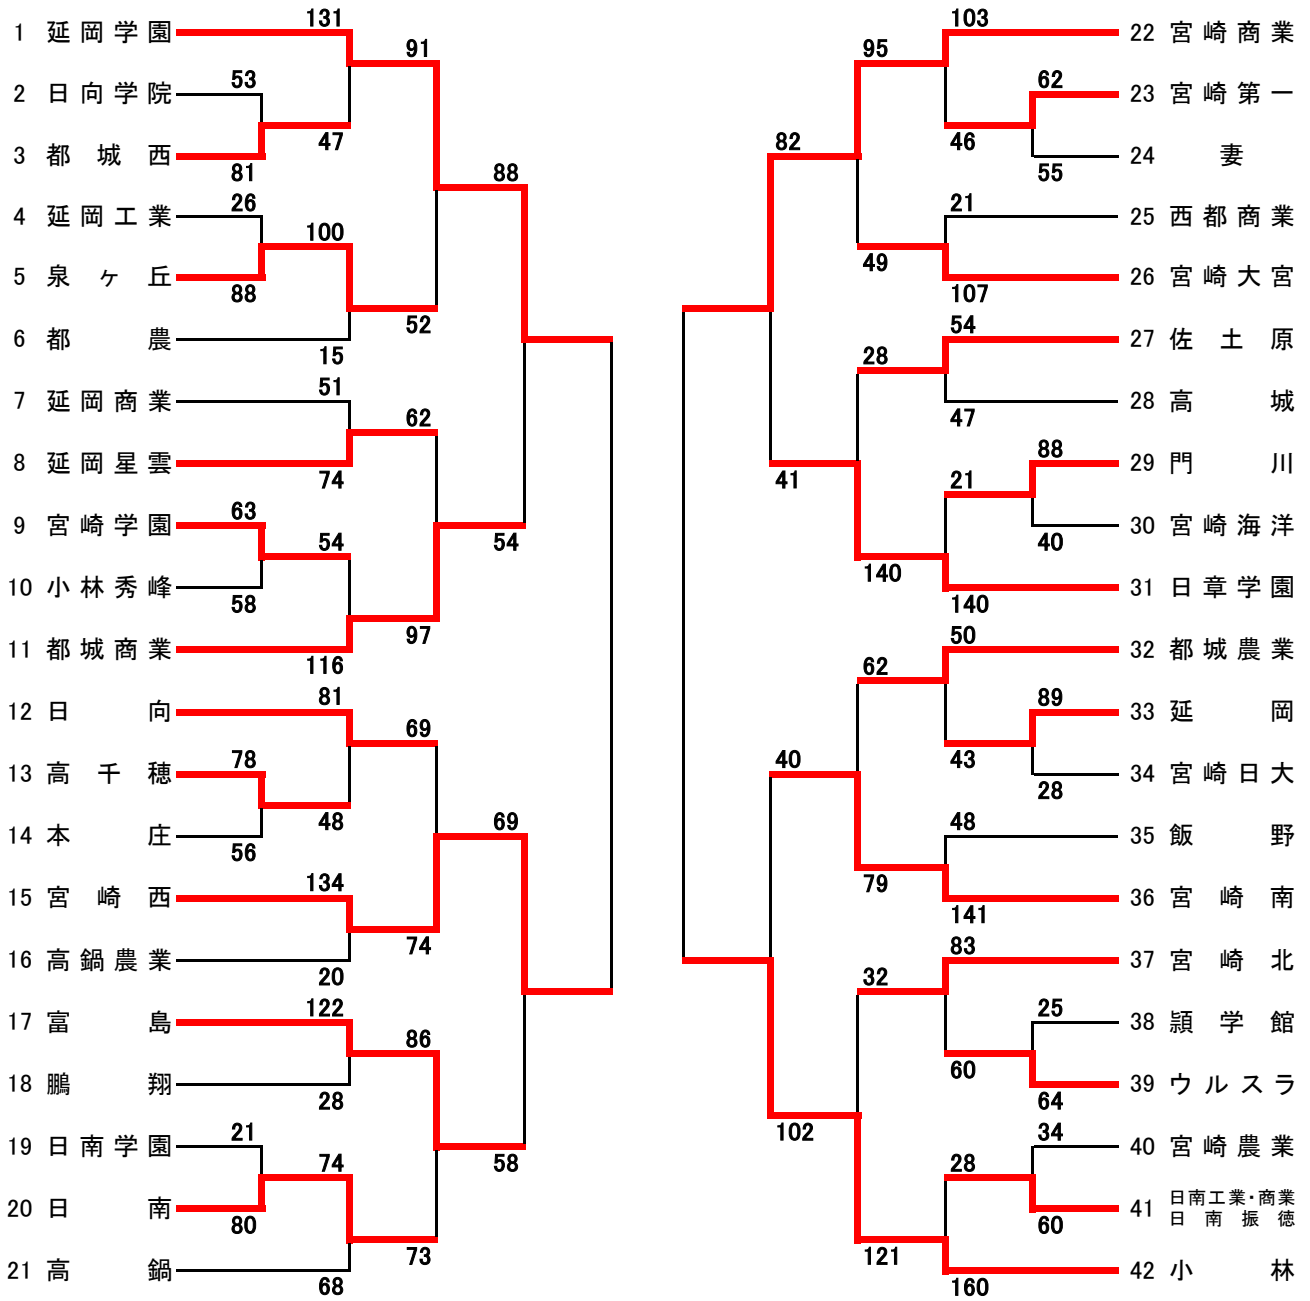 1 延岡学園
2 日向学院
3 都城西
4 延岡工業
5 泉ヶ丘
6 都農
7 延岡商業
8 延岡星雲
9 宮崎学園
10 小林秀峰
11 都城商業
12 日向
13 高千穂
14 本庄
15 宮崎西
16 高鍋農業
17 富島
18 鵬翔
19 日南学園
20 日南
21 高鍋
53
81
26
88
63
58
78
56
21
80
131
47
100
15
51
74
54
116
81
48
134
20
122
28
74
68
91
52
62
97
69
74
86
73
88
54
69
58
82
41
40
102
95
49
28
140
62
79
32
121
103
46
21
107
54
47
21
140
50
43
48
141
83
60
28
160
62
55
88
40
89
28
25
64
34
60
22 宮崎商業
23 宮崎第一
24 妻
25 西都商業
26 宮崎大宮
27 佐土原
28 高城
29 門川
30 宮崎海洋
31 日章学園
32 都城農業
33 延岡
34 宮崎日大
35 飯野
36 宮崎南
37 宮崎北
38 頴学館
39 ウルスラ
40 宮崎農業
41 日南工業・商業
日南振徳
42 小林